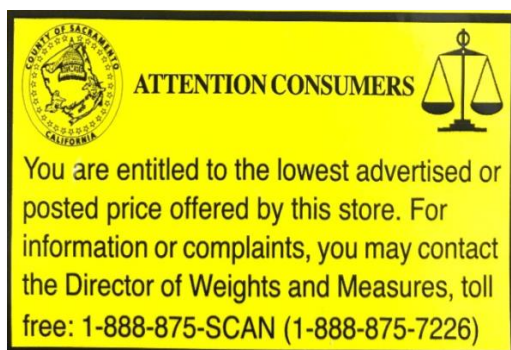 COUNTY OF SACRAMENTO
CALIFORNIA
ATTENTION CONSUMERS
You are entitled to the lowest advertised or
posted price offered by this store. For
information or complaints, you may contact
the Director of Weights and Measures, toll
free: 1-888-875-SCAN (1-888-875-7226)